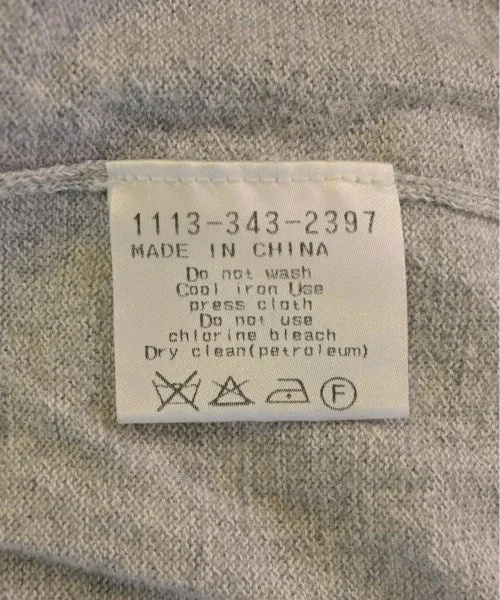 1113-343-2397
MADE IN CHINA
Do not wash
Cool iron Use
press cloth
Do not use
chlorine bleach
Dry clean(petroleum)
F